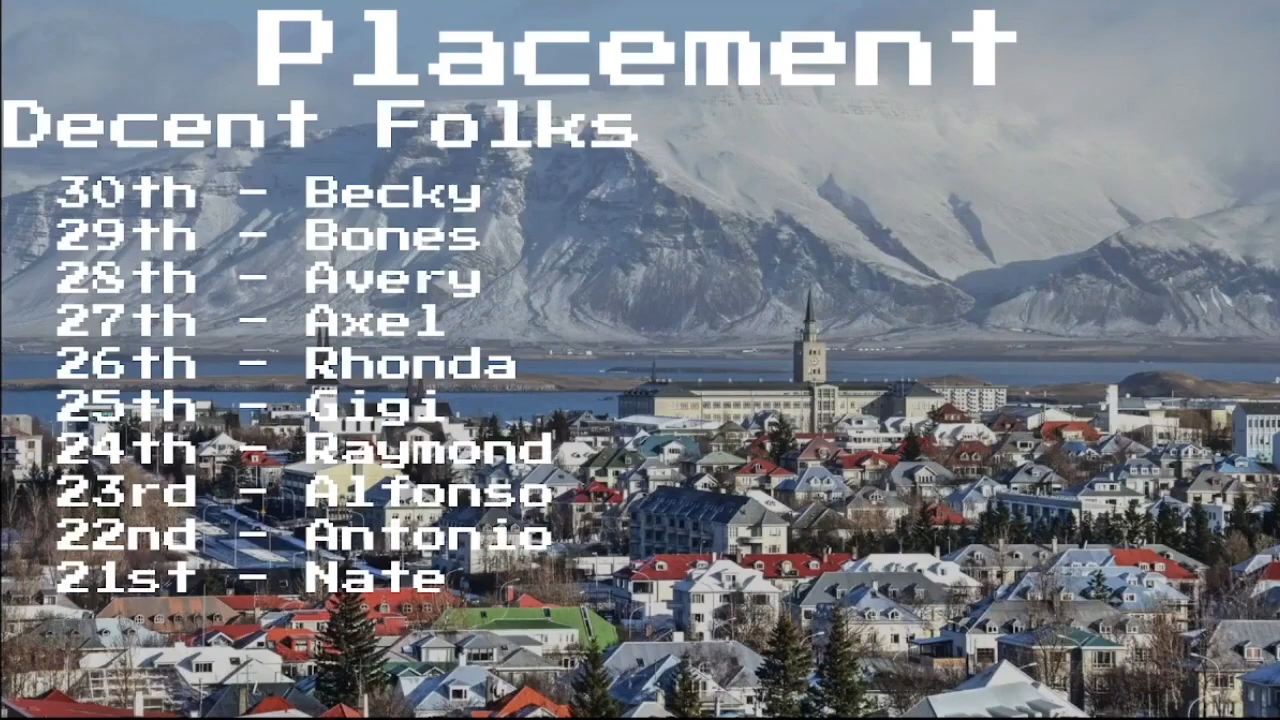 Placement
Decent Folks
30th - Becky
29th - Bones
28th - Avery
27th - Axel
26th - Rhonda
25th - Gigi
24th - Raymond
23rd - Alfonso
22nd - Antonio
21st - Nate